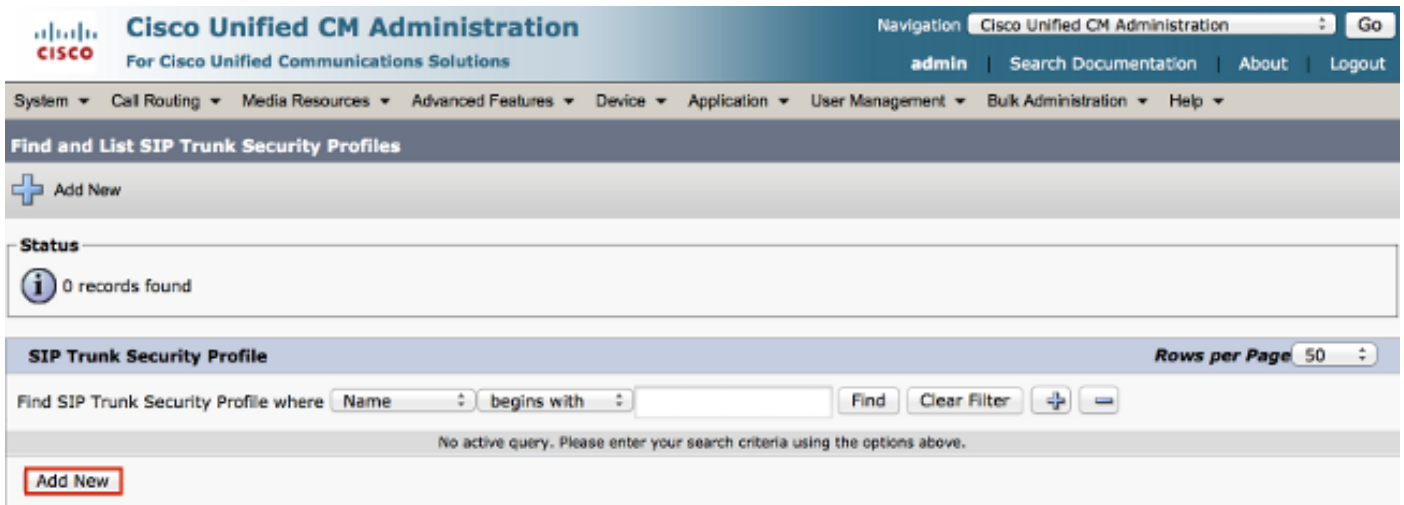 Cisco Unified CM Administration
Navigation Cisco Unified CM Administration Go
CISCO
For Cisco Unified Communications Solutions
admin | Search Documentation | About | Logout
System Call Routing Media Resources Advanced Features Device Application User Management Bulk Administration Help
Find and List SIP Trunk Security Profiles
Add New
Status
i 0 records found
SIP Trunk Security Profile
Rows per Page 50
Find SIP Trunk Security Profile where Name begins with Find Clear Filter
No active query. Please enter your search criteria using the options above.
Add New